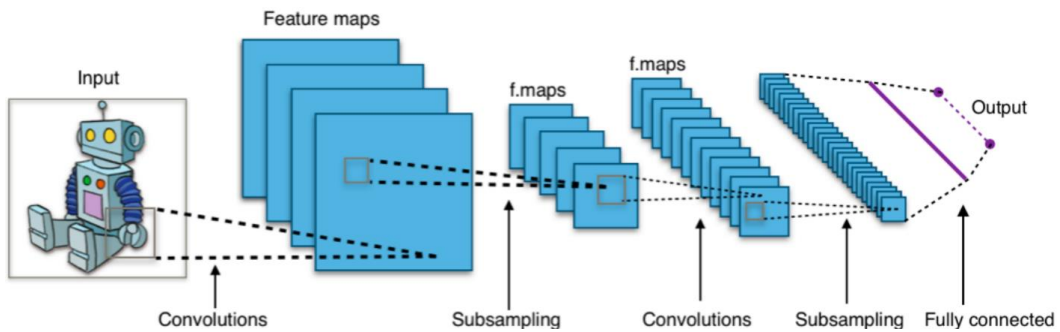 Feature maps
Input
f.maps
f.maps
Output
Convolutions
Subsampling
Convolutions
Subsampling
Fully connected